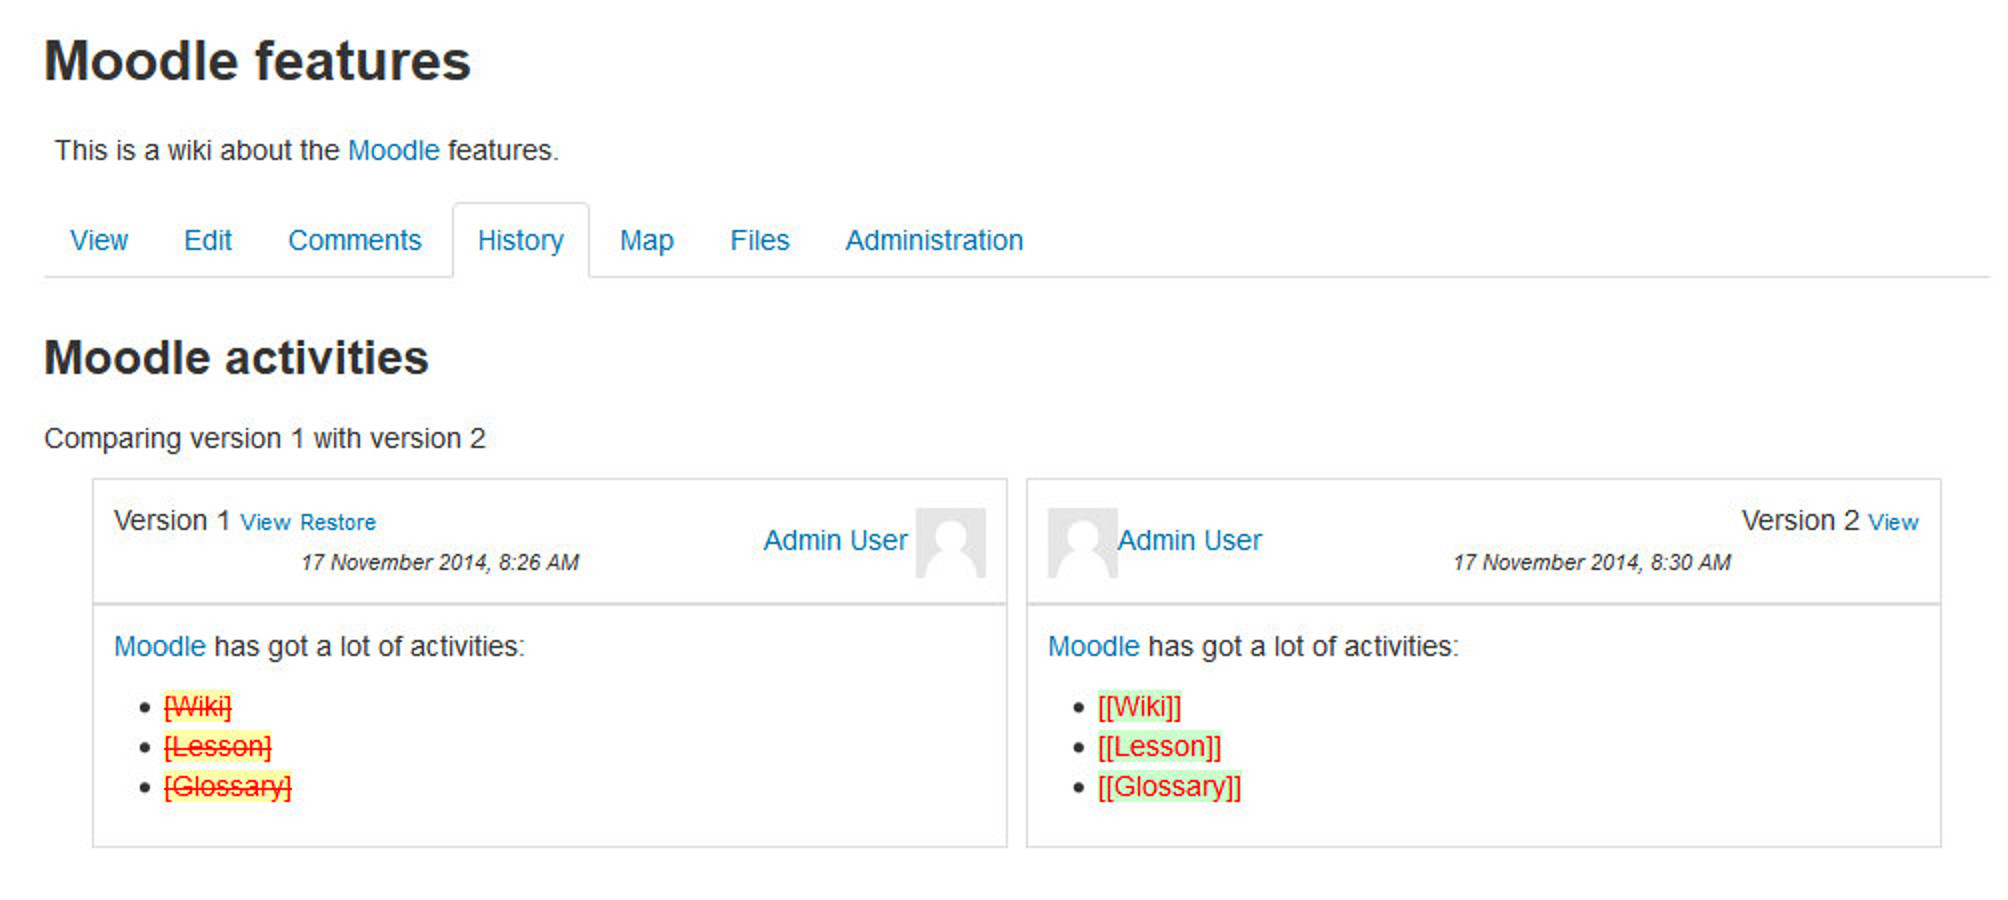 Moodle features
This is a wiki about the Moodle features.
View Edit Comments History Map Files Administration
Moodle activities
Comparing version 1 with version 2
Version 1 View Restore
17 November 2014, 8:26 AM
Admin User
Moodle has got a lot of activities:
[Wiki]
[Lesson]
[Glossary]
Admin User
Version 2 View
17 November 2014, 8:30 AM
Moodle has got a lot of activities:
[[Wiki]]
[[Lesson]]
[[Glossary]]